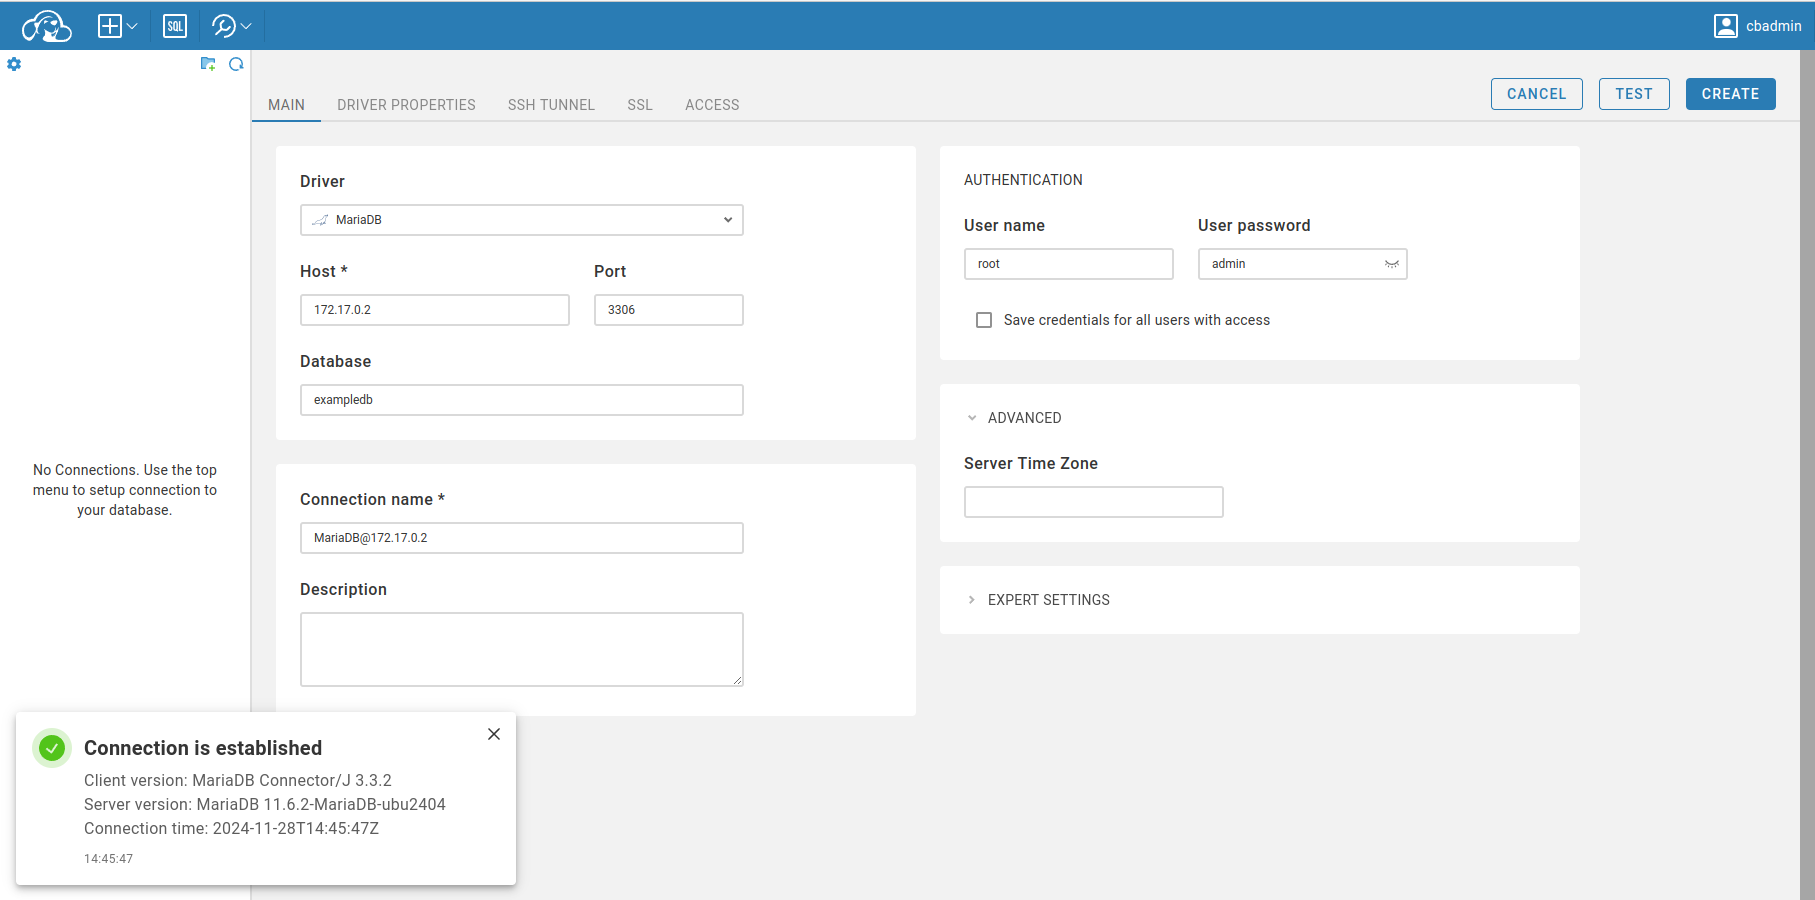 SQL
cbadmin
MAIN DRIVER PROPERTIES SSH TUNNEL SSL ACCESS
CANCEL TEST CREATE
Driver
MariaDB
Host * Port
172.17.0.2 3306
Database
exampledb
Connection name *
MariaDB@172.17.0.2
Description
AUTHENTICATION
User name User password
root admin
Save credentials for all users with access
ADVANCED
Server Time Zone
EXPERT SETTINGS
No Connections. Use the top
menu to setup connection to
your database.
Connection is established
Client version: MariaDB Connector/J 3.3.2
Server version: MariaDB 11.6.2-MariaDB-ubu2404
Connection time: 2024-11-28T14:45:47Z
14:45:47